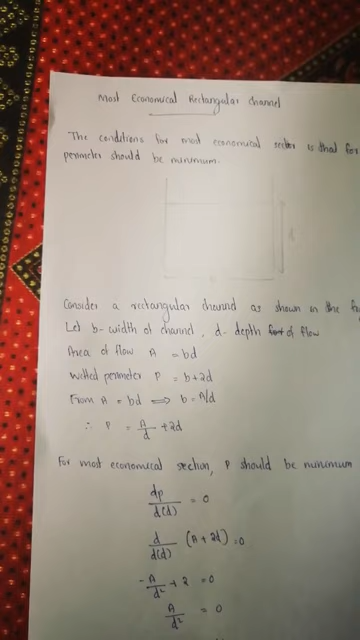 most Economical Rectangular channel
The conditions for most economical section is that for
perimeter should be minimum.
Consider a rectangular channel as shown in the fig
Let b- width of channel, d- depth of flow
Area of flow A = bd
Wetted perimeter P = b+2d
From A = bd ⟹ b = A/d
∴ P = A/d +2d
For most economical section, P should be minimum
dp/d(d) = 0
d/d(d) (A + 2d) = 0
-A/d² + 2 = 0
A/d² = 0